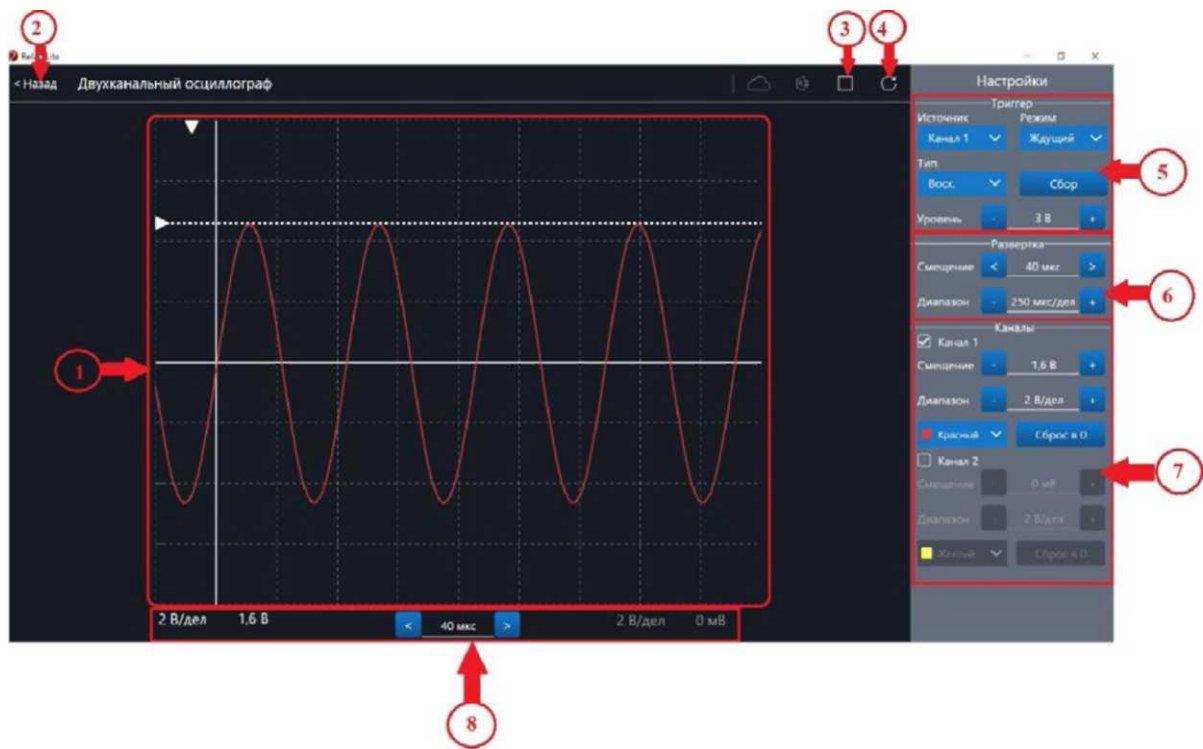 2
3
4
Releon Lite
< Назад
Двухканальный осциллограф
Настройки
Триггер
Источник
Режим
Канал 1
Ждущий
Тип
Восх.
Сбор
5
Уровень
-
3 В
+
Развертка
Смещение
<
40 мкс
>
Диапазон
-
250 мкс/дел
+
6
Каналы
Канал 1
Смещение
-
1,6 В
+
Диапазон
-
2 В/дел
+
Красный
Сброс в 0
Канал 2
Смещение
0 мВ
Диапазон
2 В/дел
Желтый
Сброс в 0
7
1
2 В/дел
1,6 В
<
40 мкс
>
2 В/дел
0 мВ
8